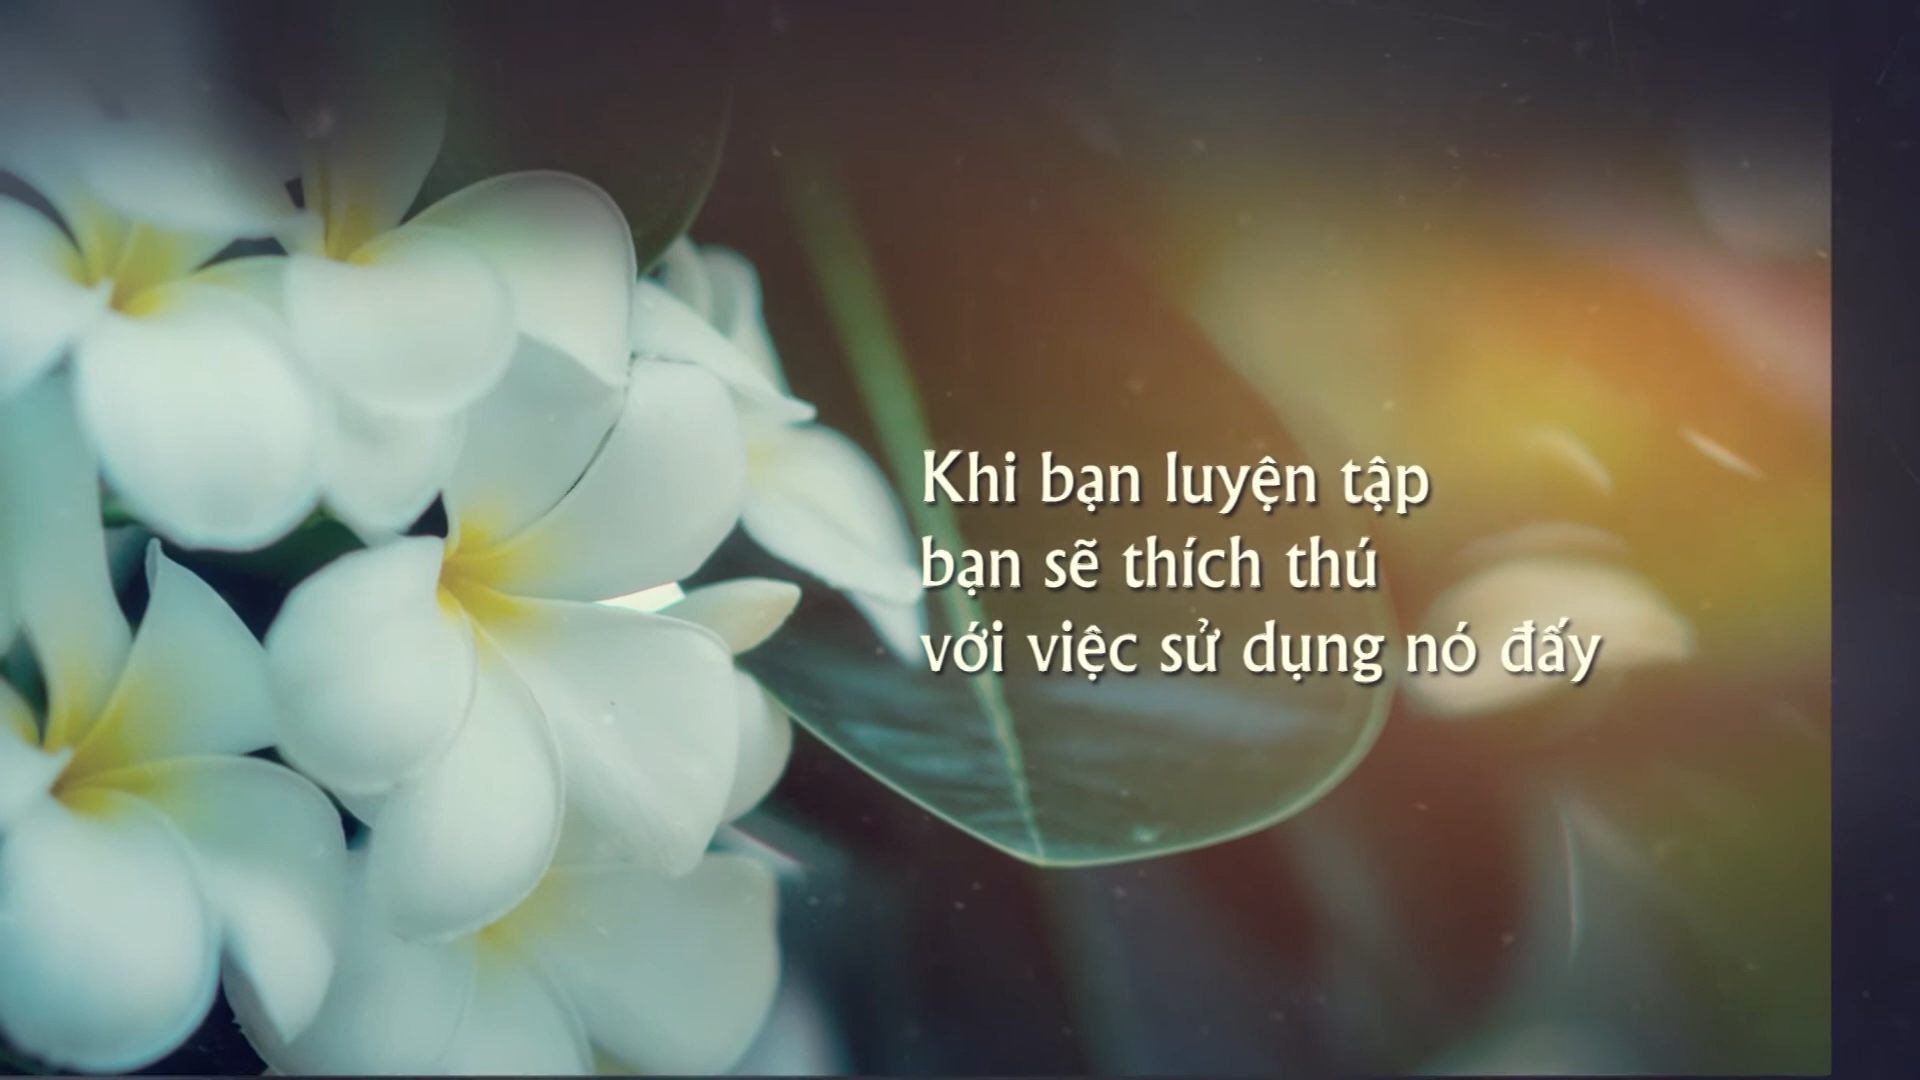 Khi bạn luyện tập
bạn sẽ thích thú
với việc sử dụng nó đấy